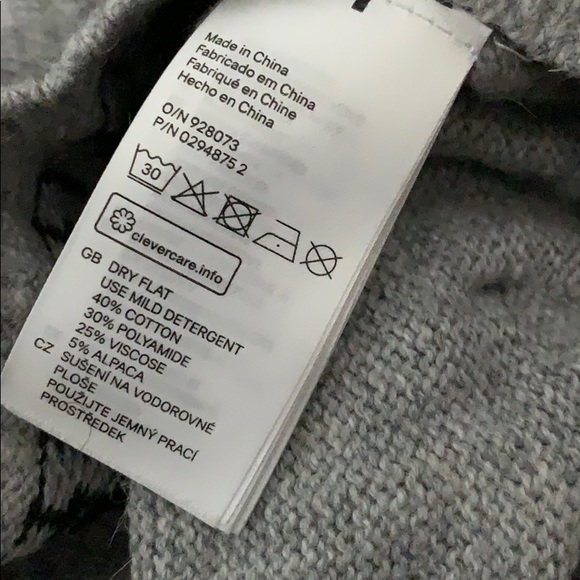 Made in China
Fabricado em China
Fabriqué en Chine
Hecho en China
O/N 928073
P/N 0294875 2
30
clevercare.info
GB DRY FLAT
USE MILD DETERGENT
40% COTTON
30% POLYAMIDE
25% VISCOSE
5% ALPACA
CZ SUŠENÍ NA VODOROVNÉ
PLOŠE
POUŽIJTE JEMNÝ PRACÍ
PROSTŘEDEK